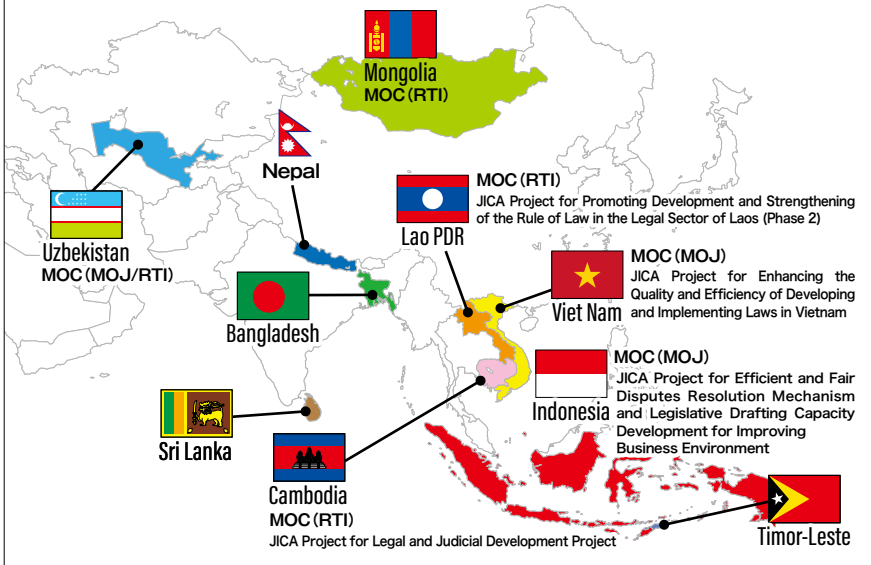 Mongolia
MOC(RTI)
Nepal
Uzbekistan
MOC(MOJ/RTI)
Lao PDR
MOC(RTI)
JICA Project for Promoting Development and Strengthening
of the Rule of Law in the Legal Sector of Laos (Phase 2)
Viet Nam
MOC(MOJ)
JICA Project for Enhancing the
Quality and Efficiency of Developing
and Implementing Laws in Vietnam
Bangladesh
Indonesia
MOC(MOJ)
JICA Project for Efficient and Fair
Disputes Resolution Mechanism
and Legislative Drafting Capacity
Development for Improving
Business Environment
Sri Lanka
Cambodia
MOC(RTI)
JICA Project for Legal and Judicial Development Project
Timor-Leste